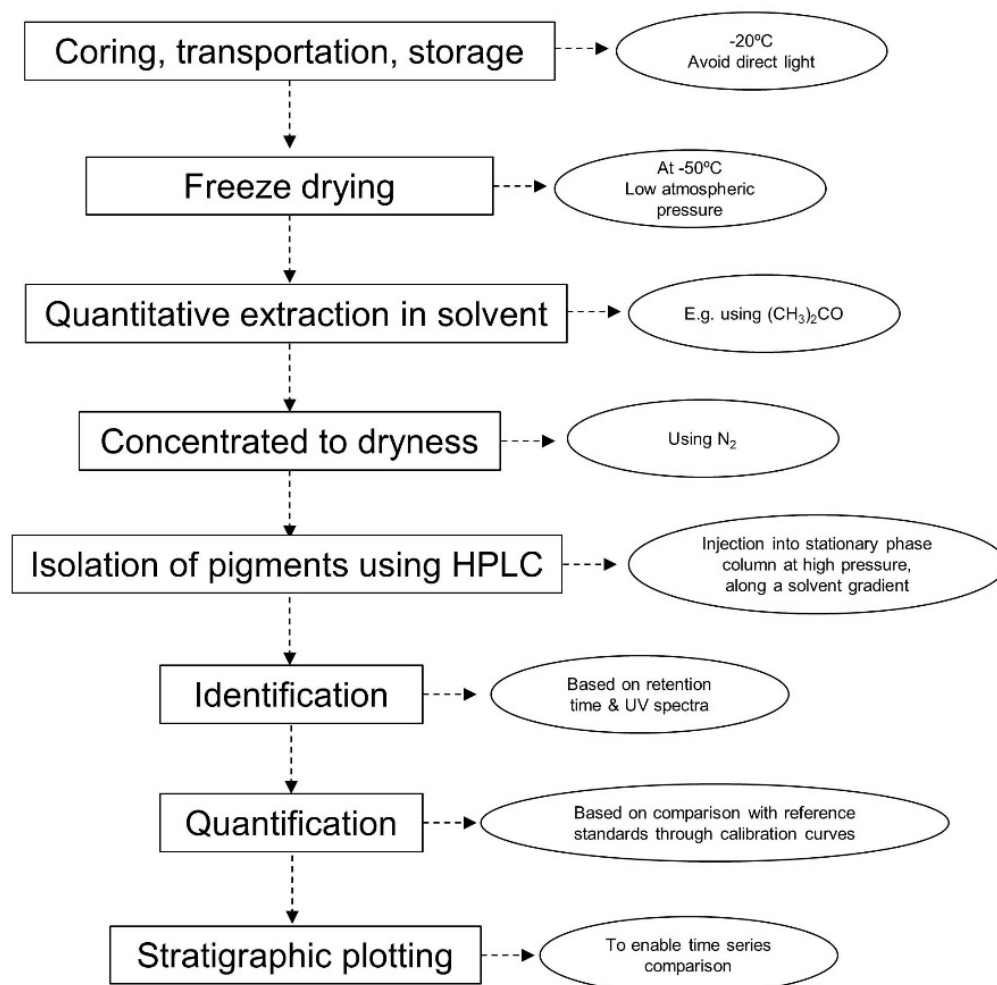 Coring, transportation, storage
-20ºC
Avoid direct light
Freeze drying
At -50ºC
Low atmospheric
pressure
Quantitative extraction in solvent
E.g. using (CH₃)₂CO
Concentrated to dryness
Using N₂
Isolation of pigments using HPLC
Injection into stationary phase
column at high pressure,
along a solvent gradient
Identification
Based on retention
time & UV spectra
Quantification
Based on comparison with reference
standards through calibration curves
Stratigraphic plotting
To enable time series
comparison